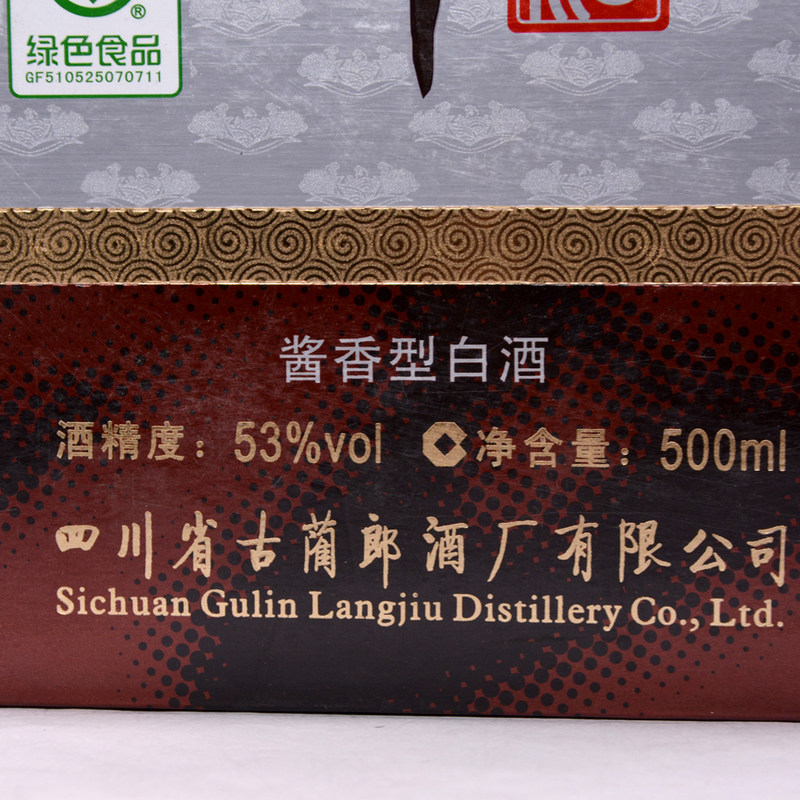 绿色食品®
GF510525070711
酱香型白酒
酒精度：53%vol 净含量：500ml
四川省古蔺郎酒厂有限公司
Sichuan Gulin Langjiu Distillery Co., Ltd.